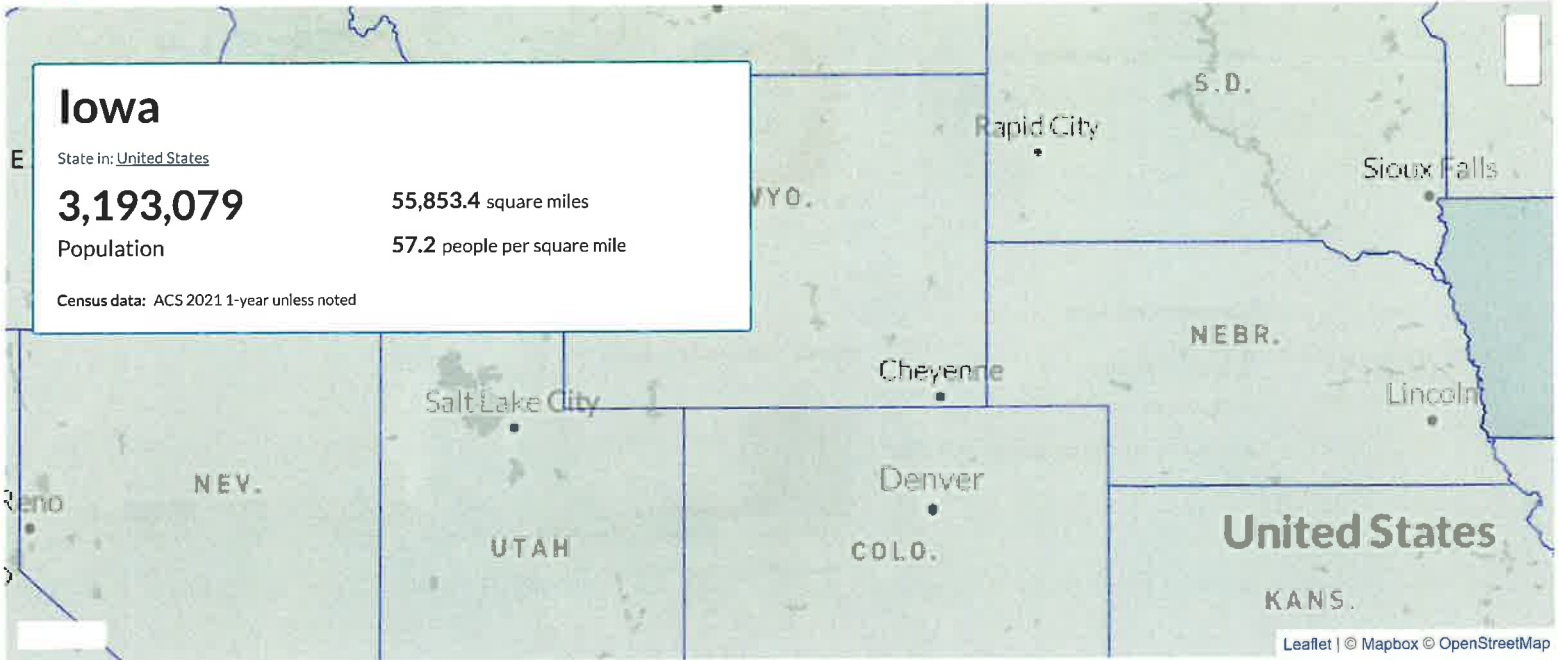 Iowa
State in: United States
3,193,079
Population
55,853.4 square miles
57.2 people per square mile
Census data: ACS 2021 1-year unless noted
E
S.D.
Rapid City
Sioux Falls
WYO.
NEBR.
Cheyenne
Lincoln
Salt Lake City
NEV.
Denver
Reno
United States
UTAH
COLO.
KANS.
Leaflet | © Mapbox © OpenStreetMap